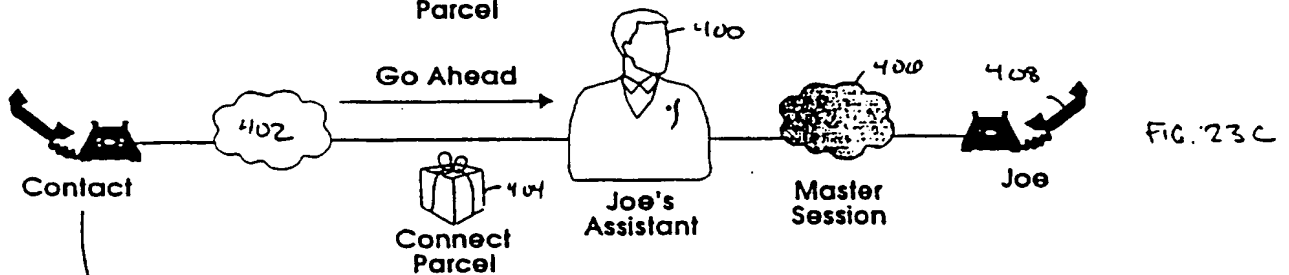 Parcel
400
Go Ahead
406
408
402
FIG. 23C
Contact
404
Joe's
Assistant
Master
Session
Joe
Connect
Parcel